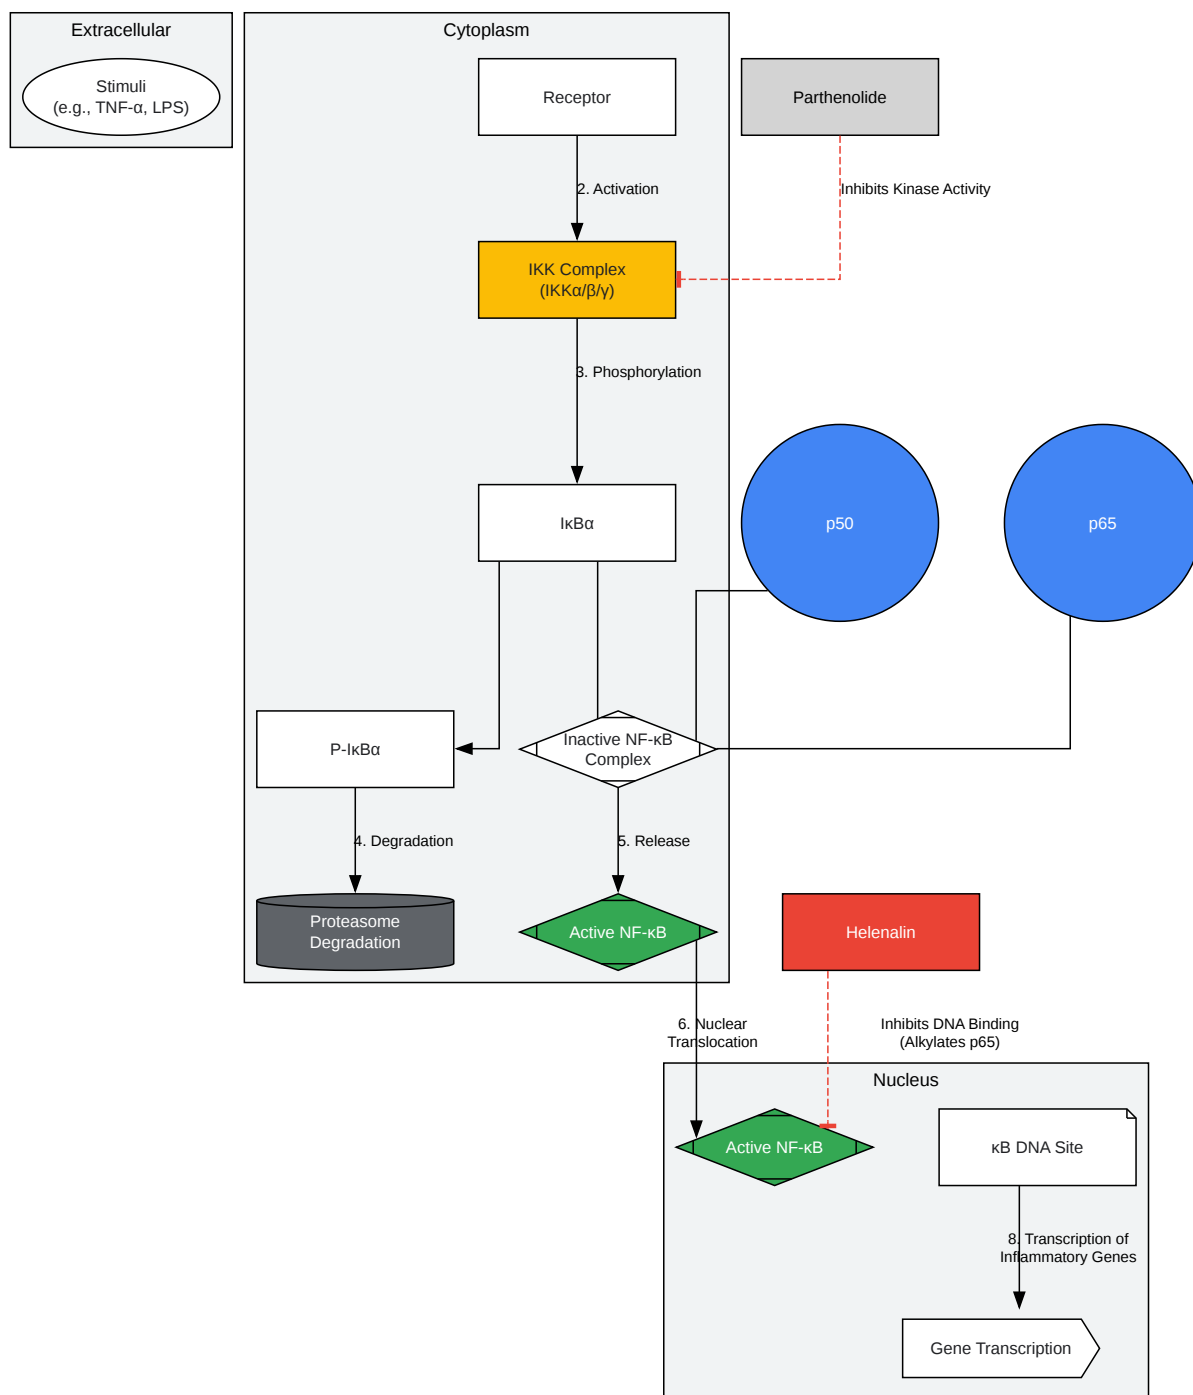 Extracellular
Stimuli
(e.g., TNF-α, LPS)
Cytoplasm
Receptor
Parthenolide
2. Activation
Inhibits Kinase Activity
IKK Complex
(IKKα/β/γ)
3. Phosphorylation
IκBα
p50
p65
P-IκBα
Inactive NF-κB
Complex
4. Degradation
5. Release
Proteasome
Degradation
Active NF-κB
Helenalin
6. Nuclear
Translocation
Inhibits DNA Binding
(Alkylates p65)
Nucleus
Active NF-κB
κB DNA Site
8. Transcription of
Inflammatory Genes
Gene Transcription